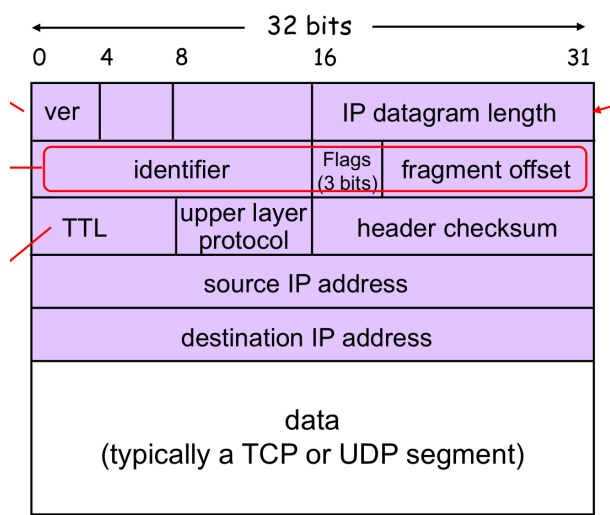 32 bits
0 4 8 16 31
ver IP datagram length
identifier Flags (3 bits) fragment offset
TTL upper layer protocol header checksum
source IP address
destination IP address
data
(typically a TCP or UDP segment)